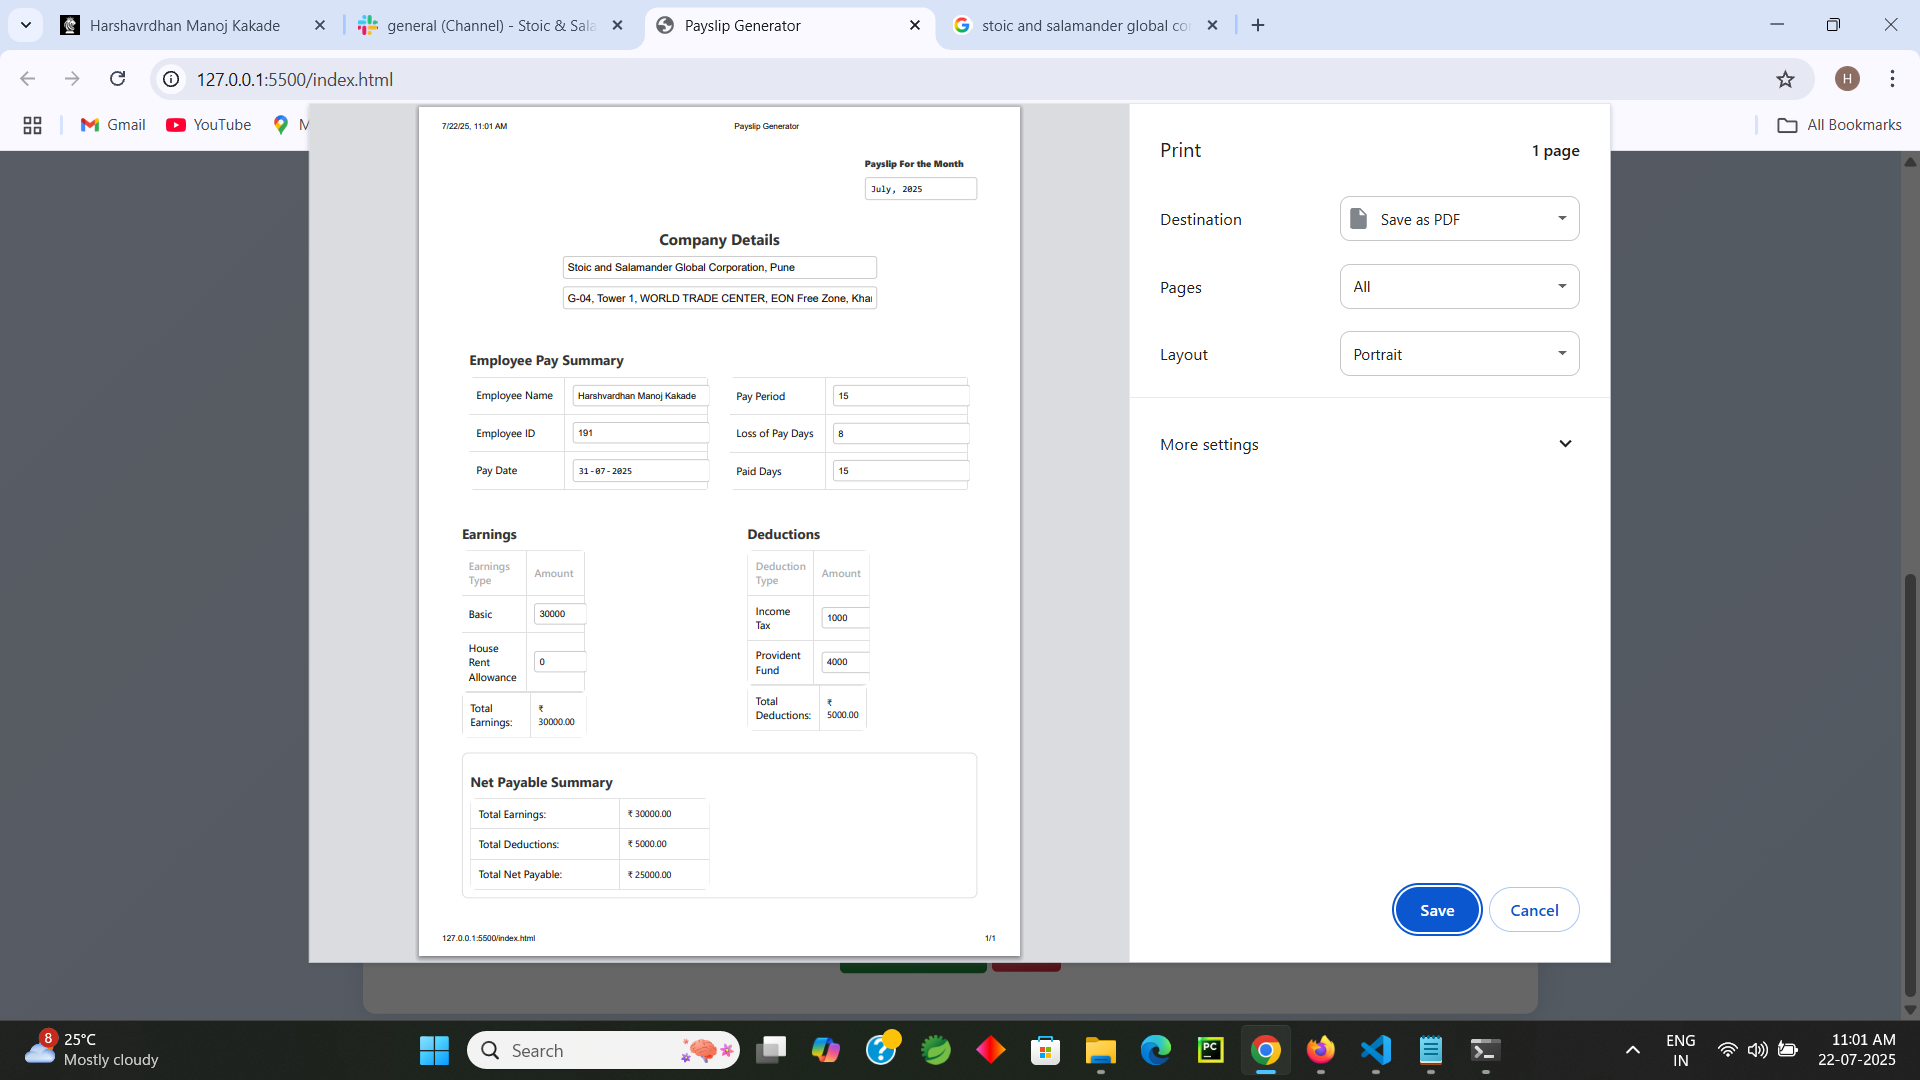 Harshavrdhan Manoj Kakade
general (Channel) - Stoic & Sala
Payslip Generator
stoic and salamander global co
127.0.0.1:5500/index.html
H
Gmail
YouTube
M
All Bookmarks
7/22/25, 11:01 AM
Payslip Generator
Payslip For the Month
July, 2025
Company Details
Stoic and Salamander Global Corporation, Pune
G-04, Tower 1, WORLD TRADE CENTER, EON Free Zone, Khar
Employee Pay Summary
Employee Name Harshvardhan Manoj Kakade Pay Period 15
Employee ID 191 Loss of Pay Days 8
Pay Date 31-07-2025 Paid Days 15
Earnings
Earnings
Type
Amount
Basic 30000
House
Rent
Allowance
0
Total
Earnings:
₹
30000.00
Deductions
Deduction
Type
Amount
Income
Tax
1000
Provident
Fund
4000
Total
Deductions:
₹
5000.00
Net Payable Summary
Total Earnings: ₹ 30000.00
Total Deductions: ₹ 5000.00
Total Net Payable: ₹ 25000.00
127.0.0.1:5500/index.html 1/1
Print 1 page
Destination Save as PDF
Pages All
Layout Portrait
More settings
Save Cancel
8
25°C
Mostly cloudy
Search
PC
ENG
IN
11:01 AM
22-07-2025